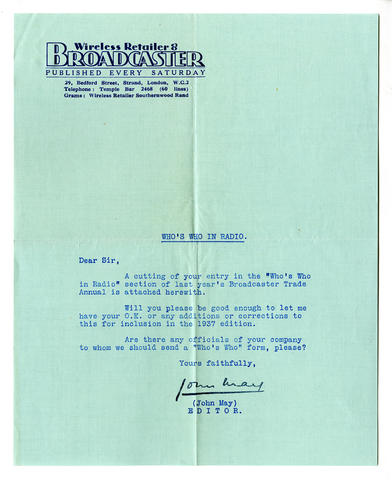 Wireless Retailer &
BROADCASTER
PUBLISHED EVERY SATURDAY
29, Bedford Street, Strand, London, W.C.2
Telephone: Temple Bar 2468 (60 lines)
Grams: Wireless Retailer Southernwood Rand
WHO'S WHO IN RADIO.
Dear Sir,
A cutting of your entry in the "Who's Who
in Radio" section of last year's Broadcaster Trade
Annual is attached herewith.
Will you please be good enough to let me
have your O.K. or any additions or corrections to
this for inclusion in the 1937 edition.
Are there any officials of your company
to whom we should send a "Who's Who" form, please?
Yours faithfully,
John May
(John May)
EDITOR.